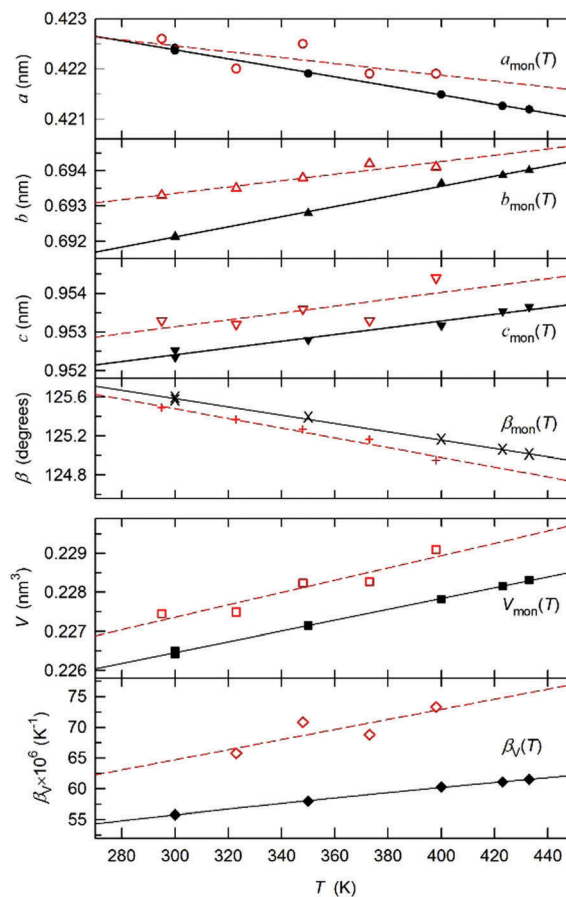 0.423
0.422
0.421
a (nm)
a_mon(T)
0.694
0.693
0.692
b (nm)
b_mon(T)
0.954
0.953
0.952
c (nm)
c_mon(T)
125.6
125.2
124.8
β (degrees)
β_mon(T)
0.229
0.228
0.227
0.226
V (nm³)
V_mon(T)
75
70
65
60
55
β_V×10⁶ (K⁻¹)
β_V(T)
280 300 320 340 360 380 400 420 440
T (K)